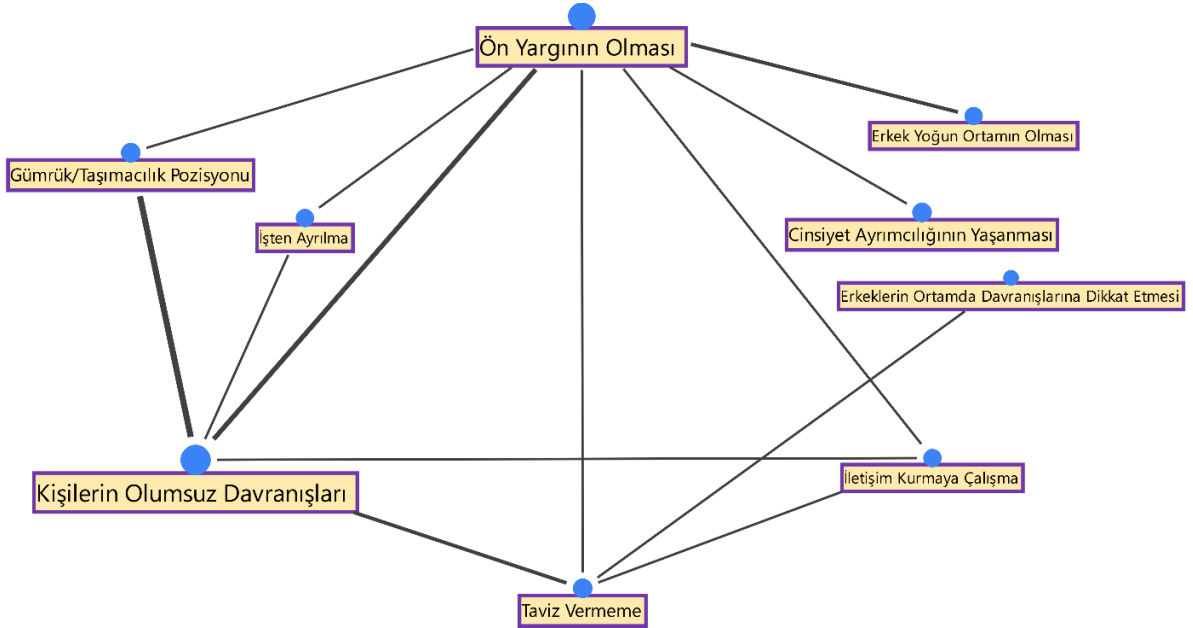 Ön Yargının Olması
Erkek Yoğun Ortamın Olması
Gümrük/Taşımacılık Pozisyonu
İşten Ayrılma
Cinsiyet Ayrımcılığının Yaşanması
Erkeklerin Ortamda Davranışlarına Dikkat Etmesi
Kişilerin Olumsuz Davranışları
İletişim Kurmaya Çalışma
Taviz Vermeme